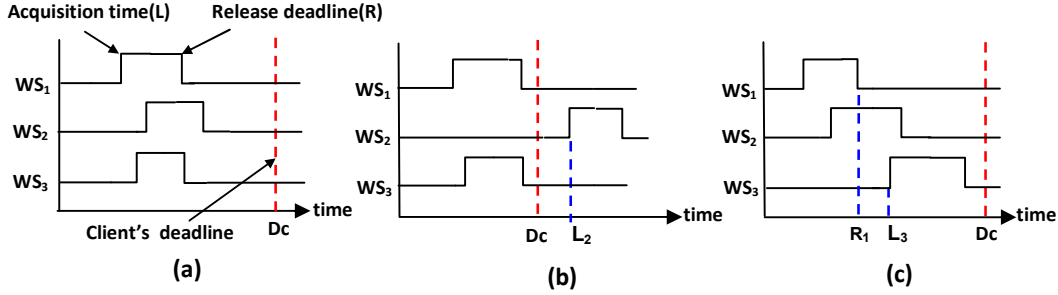 Acquisition time(L)
Release deadline(R)
WS1
WS2
WS3
time
Client's deadline
Dc
(a)
WS1
WS2
WS3
time
Dc
L2
(b)
WS1
WS2
WS3
time
R1
L3
Dc
(c)